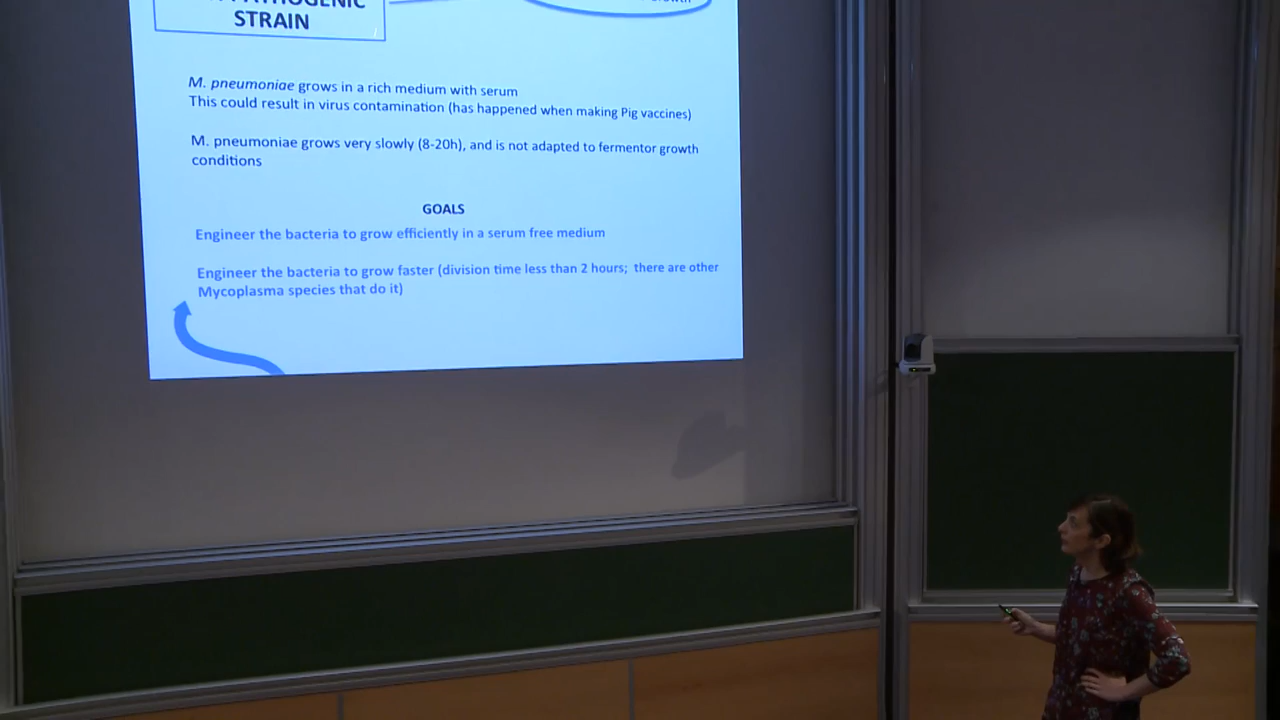 STRAIN
M. pneumoniae grows in a rich medium with serum
This could result in virus contamination (has happened when making Pig vaccines)
M. pneumoniae grows very slowly (8-20h), and is not adapted to fermentor growth
conditions
GOALS
Engineer the bacteria to grow efficiently in a serum free medium
Engineer the bacteria to grow faster (division time less than 2 hours; there are other
Mycoplasma species that do it)